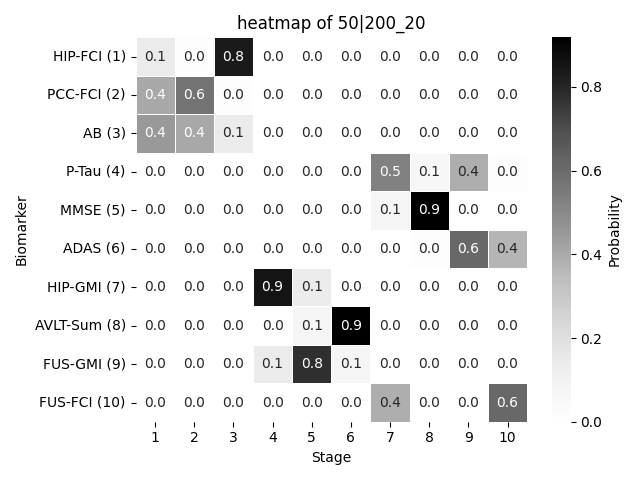 heatmap of 50|200_20
Biomarker
HIP-FCI (1) 0.1 0.0 0.8 0.0 0.0 0.0 0.0 0.0 0.0 0.0
PCC-FCI (2) 0.4 0.6 0.0 0.0 0.0 0.0 0.0 0.0 0.0 0.0
AB (3) 0.4 0.4 0.1 0.0 0.0 0.0 0.0 0.0 0.0 0.0
P-Tau (4) 0.0 0.0 0.0 0.0 0.0 0.0 0.5 0.1 0.4 0.0
MMSE (5) 0.0 0.0 0.0 0.0 0.0 0.0 0.1 0.9 0.0 0.0
ADAS (6) 0.0 0.0 0.0 0.0 0.0 0.0 0.0 0.0 0.6 0.4
HIP-GMI (7) 0.0 0.0 0.0 0.9 0.1 0.0 0.0 0.0 0.0 0.0
AVLT-Sum (8) 0.0 0.0 0.0 0.0 0.1 0.9 0.0 0.0 0.0 0.0
FUS-GMI (9) 0.0 0.0 0.0 0.1 0.8 0.1 0.0 0.0 0.0 0.0
FUS-FCI (10) 0.0 0.0 0.0 0.0 0.0 0.0 0.4 0.0 0.0 0.6
1 2 3 4 5 6 7 8 9 10
Stage
0.8
0.6
0.4
0.2
0.0
Probability